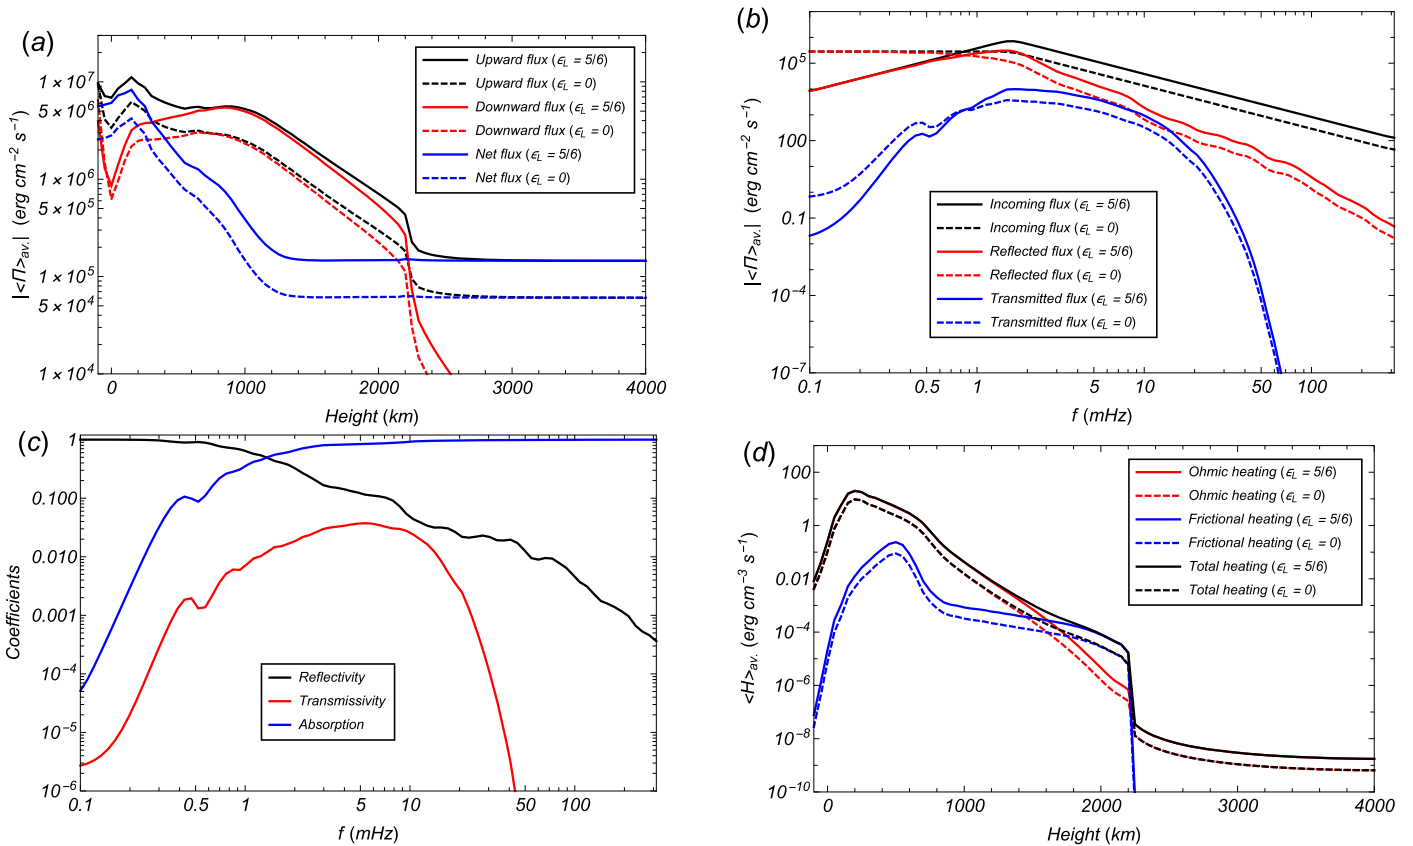 (a)
|<Π>av.| (erg cm⁻² s⁻¹)
1×10⁷
5×10⁶
1×10⁶
5×10⁵
1×10⁵
5×10⁴
1×10⁴
0
1000
2000
3000
4000
Height (km)
Upward flux (ϵL = 5/6)
Upward flux (ϵL = 0)
Downward flux (ϵL = 5/6)
Downward flux (ϵL = 0)
Net flux (ϵL = 5/6)
Net flux (ϵL = 0)
(b)
|<Π>av.| (erg cm⁻² s⁻¹)
10⁵
100
0.1
10⁻⁴
10⁻⁷
0.1
0.5
1
5
10
50
100
f (mHz)
Incoming flux (ϵL = 5/6)
Incoming flux (ϵL = 0)
Reflected flux (ϵL = 5/6)
Reflected flux (ϵL = 0)
Transmitted flux (ϵL = 5/6)
Transmitted flux (ϵL = 0)
(c)
Coefficients
1
0.100
0.010
0.001
10⁻⁴
10⁻⁵
10⁻⁶
0.1
0.5
1
5
10
50
100
f (mHz)
Reflectivity
Transmissivity
Absorption
(d)
<H>av. (erg cm⁻³ s⁻¹)
100
1
0.01
10⁻⁴
10⁻⁶
10⁻⁸
10⁻¹⁰
0
1000
2000
3000
4000
Height (km)
Ohmic heating (ϵL = 5/6)
Ohmic heating (ϵL = 0)
Frictional heating (ϵL = 5/6)
Frictional heating (ϵL = 0)
Total heating (ϵL = 5/6)
Total heating (ϵL = 0)